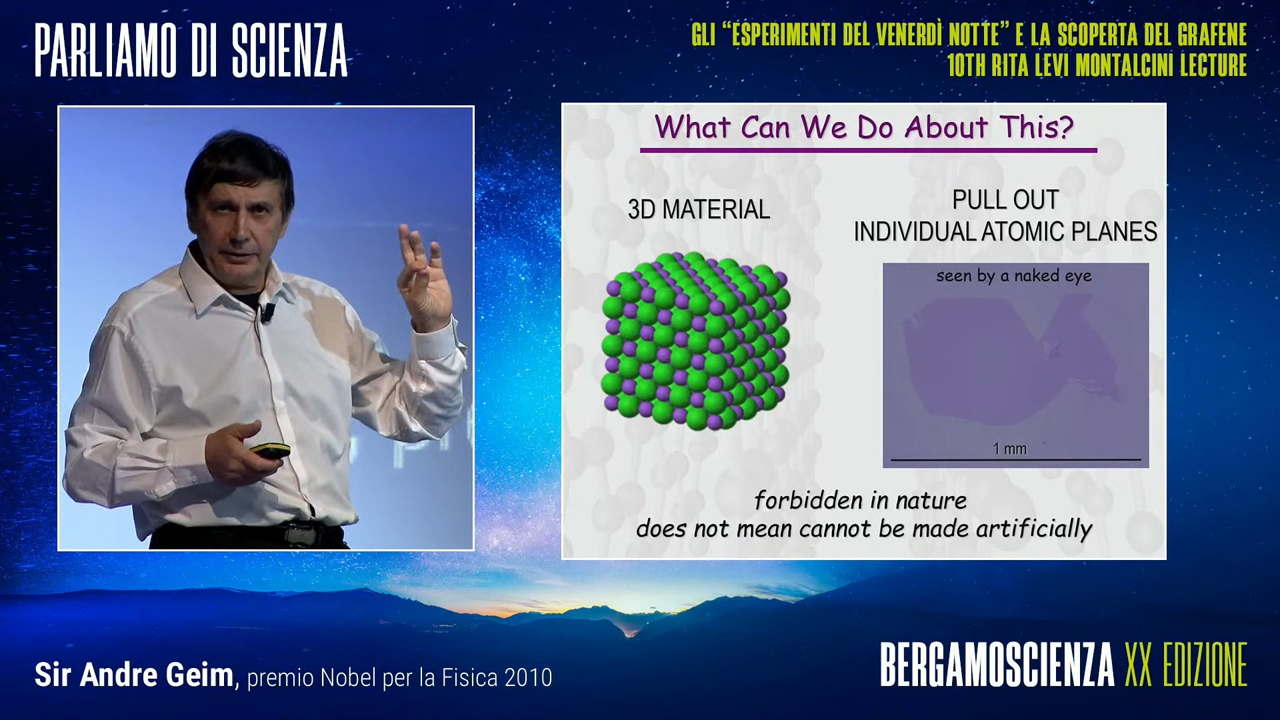 PARLIAMO DI SCIENZA
GLI “ESPERIMENTI DEL VENERDÌ NOTTE” E LA SCOPERTA DEL GRAFENE
10TH RITA LEVI MONTALCINI LECTURE
What Can We Do About This?
3D MATERIAL
PULL OUT
INDIVIDUAL ATOMIC PLANES
seen by a naked eye
1 mm
forbidden in nature
does not mean cannot be made artificially
Sir Andre Geim, premio Nobel per la Fisica 2010
BERGAMOSCIENZA XX EDIZIONE